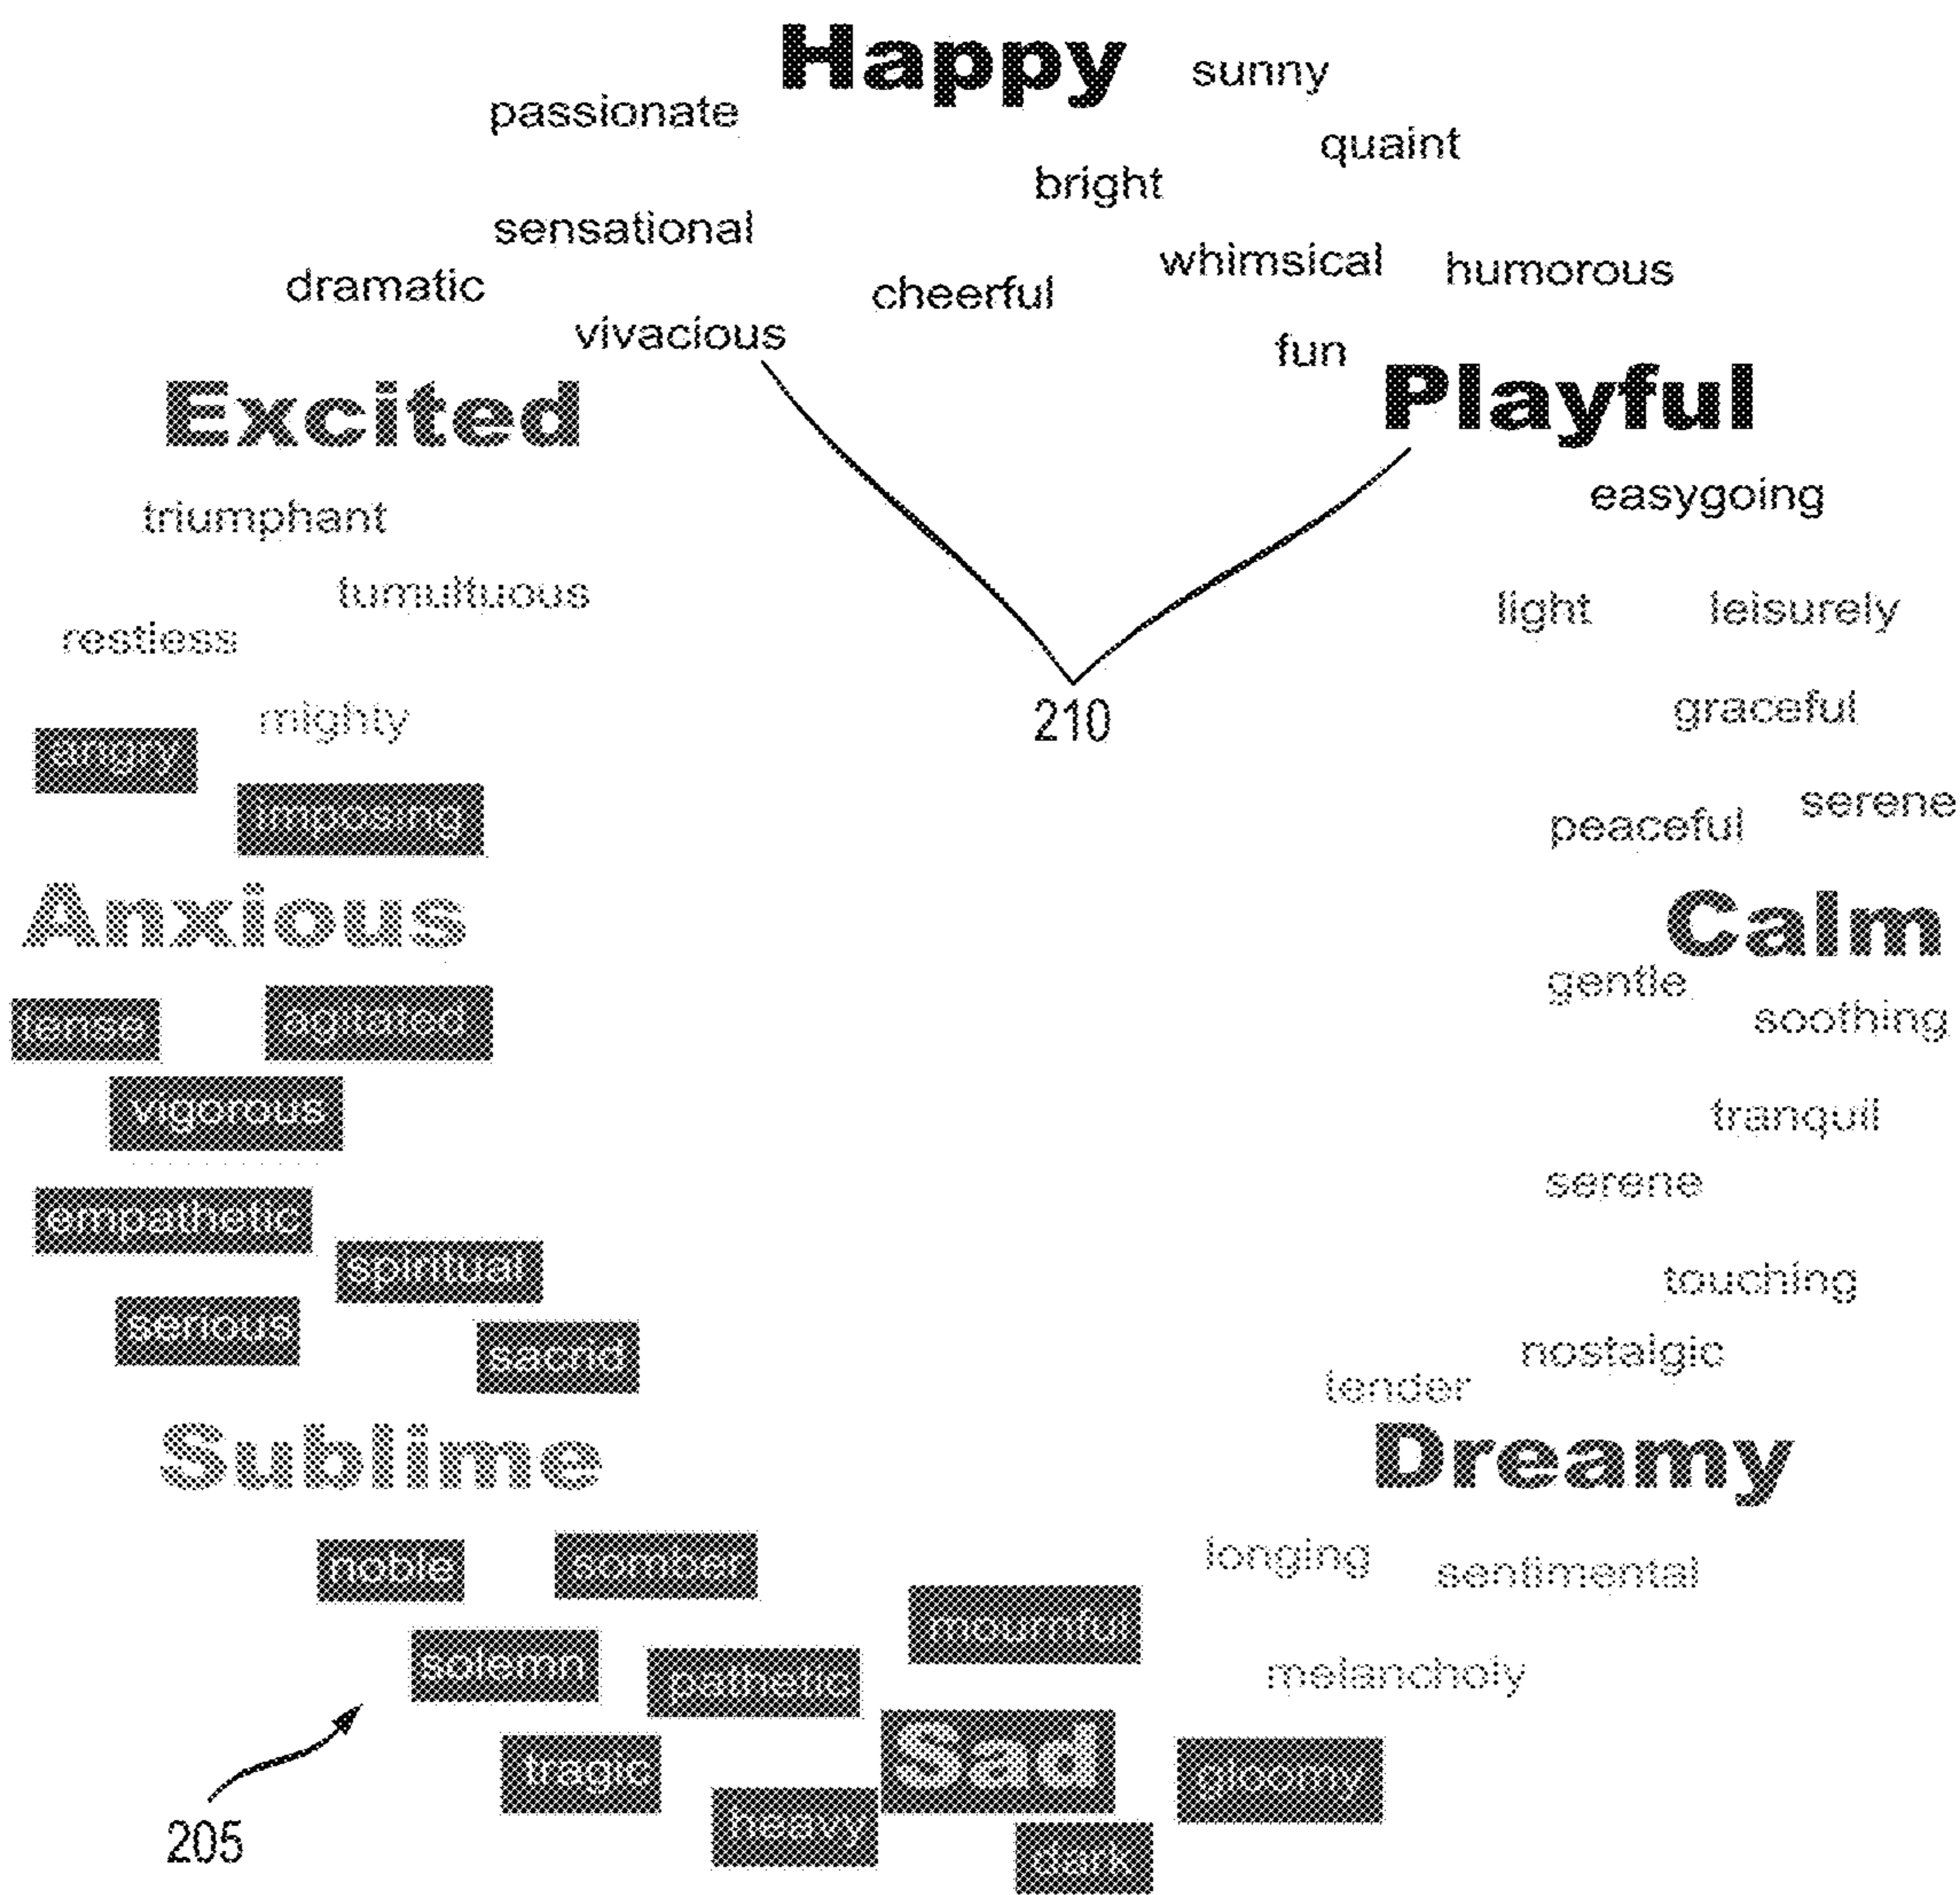 Happy
sunny
passionate
quaint
bright
sensational
whimsical
humorous
dramatic
cheerful
vivacious
fun
Excited
Playful
easygoing
triumphant
tumultuous
light
leisurely
restless
210
mighty
graceful
angry
imposing
serene
peaceful
Anxious
Calm
gentle
tense
agitated
soothing
vigorous
tranquil
serene
empathetic
spiritual
touching
serious
sacrid
nostalgic
tender
Sublime
Dreamy
longing
sentimental
noble
somber
mournful
solemn
pathetic
melancholy
Sad
tragic
gloomy
heavy
dark
205